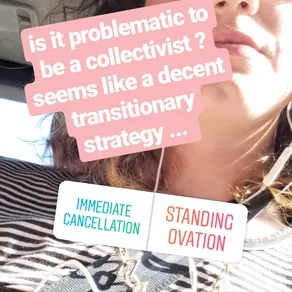 is it problematic to
be a collectivist ?
seems like a decent
transitionary
strategy ...
IMMEDIATE
CANCELLATION
STANDING
OVATION